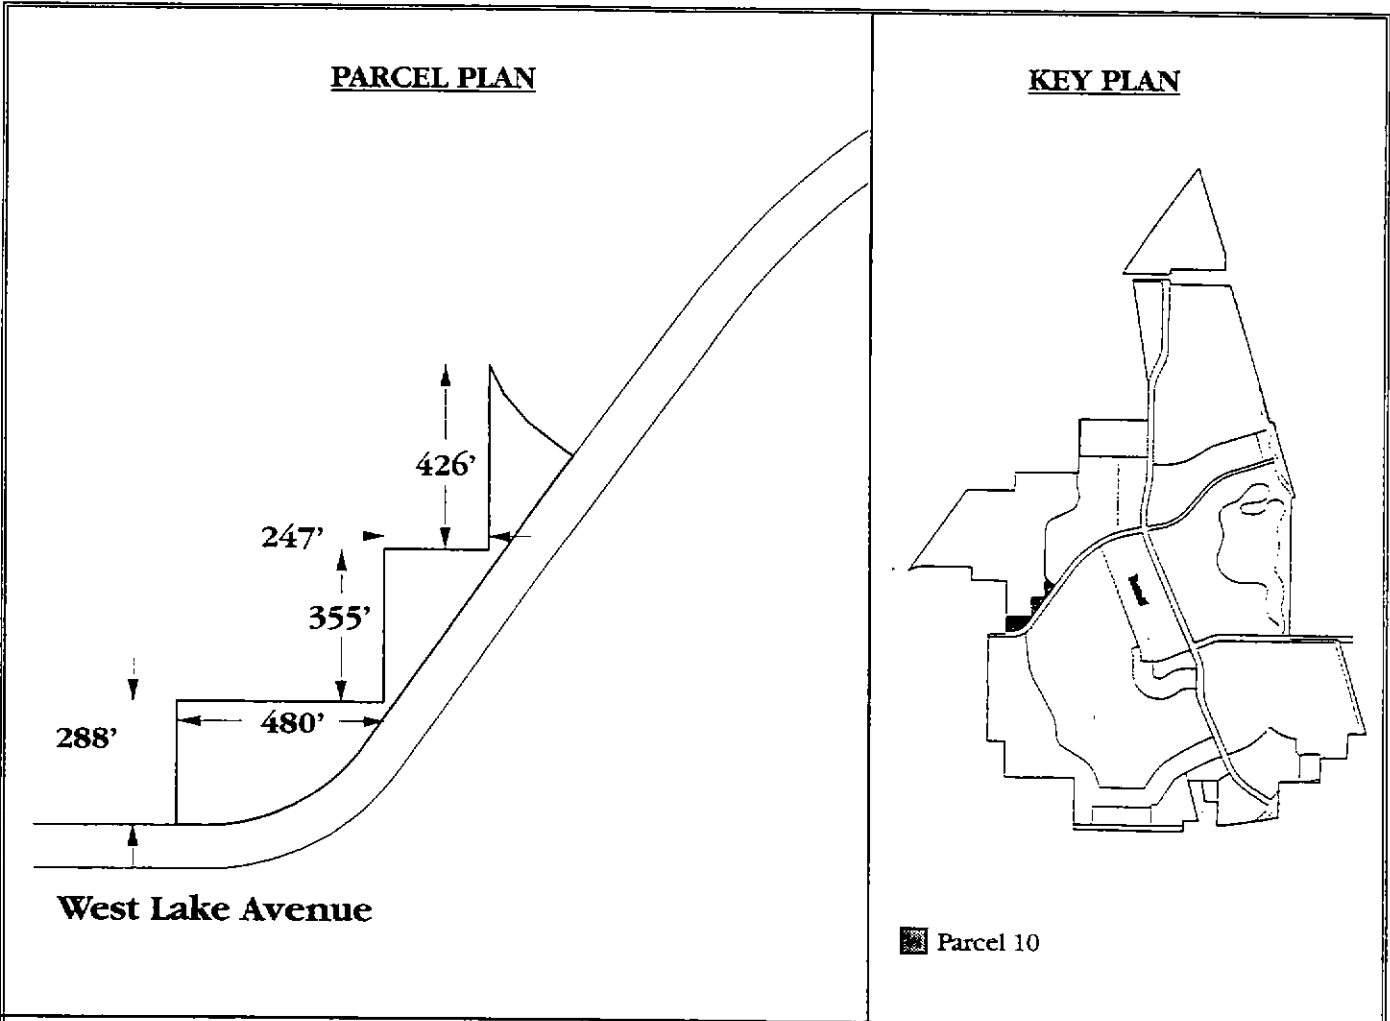 PARCEL PLAN
426’
247’
355’
480’
288’
West Lake Avenue
KEY PLAN
Parcel 10